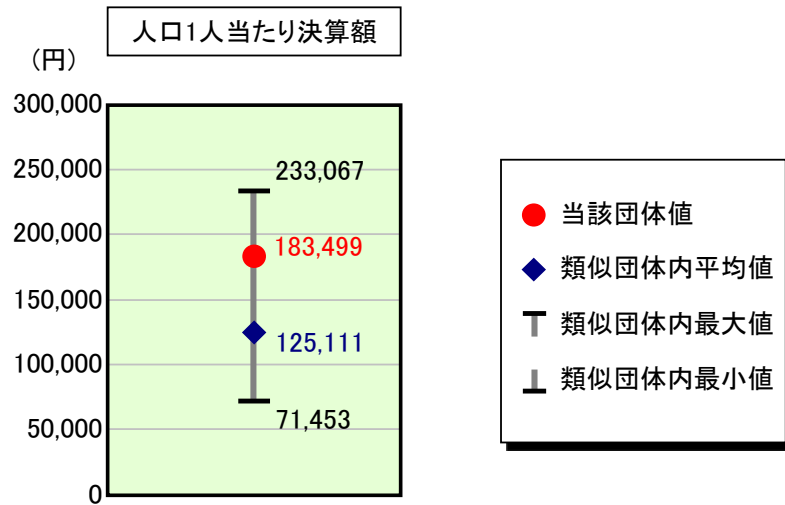 人口1人当たり決算額
(円)
300,000
250,000
200,000
150,000
100,000
50,000
0
233,067
183,499
125,111
71,453
当該団体値
類似団体内平均値
類似団体内最大値
類似団体内最小値